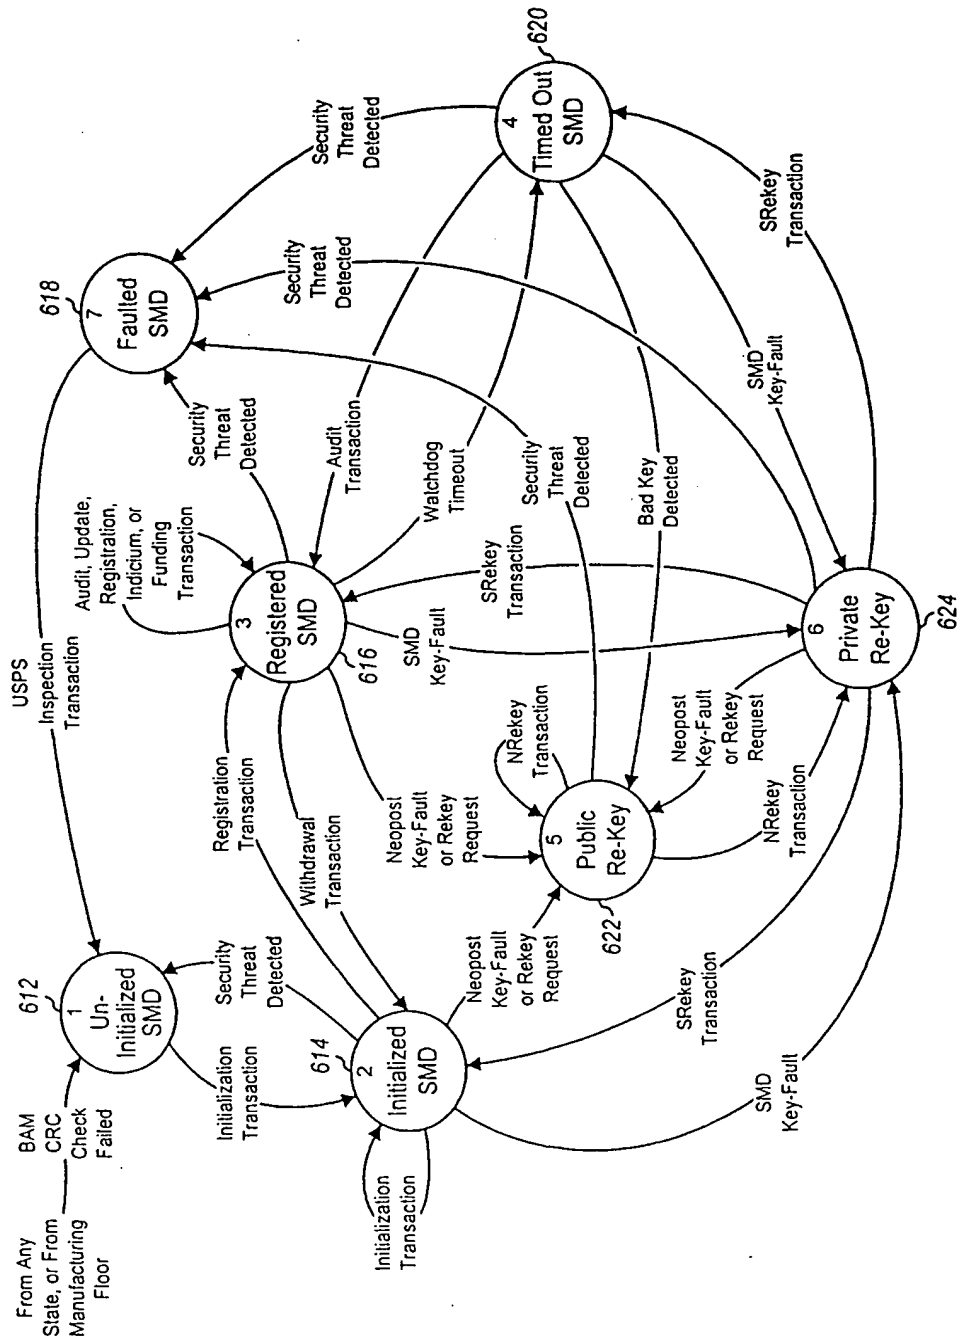 From Any
State, or From
Manufacturing
Floor
BAM
CRC
Check
Failed
612
1
Un-
Initialized
SMD
USPS
Inspection
Transaction
618
7
Faulted
SMD
Security
Threat
Detected
620
4
Timed Out
SMD
Initialization
Transaction
Security
Threat
Detected
Registration
Transaction
Audit, Update,
Registration,
Indicium, or
Funding
Transaction
Security
Threat
Detected
Security
Threat
Detected
614
2
Initialized
SMD
Initialization
Transaction
Withdrawal
Transaction
3
Registered
SMD
616
Audit
Transaction
Watchdog
Timeout
Neopost
Key-Fault
or Rekey
Request
Neopost
Key-Fault
or Rekey
Request
SMD
Key-Fault
SRekey
Transaction
Security
Threat
Detected
NRekey
Transaction
5
Public
Re-Key
622
Bad Key
Detected
SMD
Key-Fault
SRekey
Transaction
Neopost
Key-Fault
or Rekey
Request
NRekey
Transaction
SRekey
Transaction
SMD
Key-Fault
6
Private
Re-Key
624